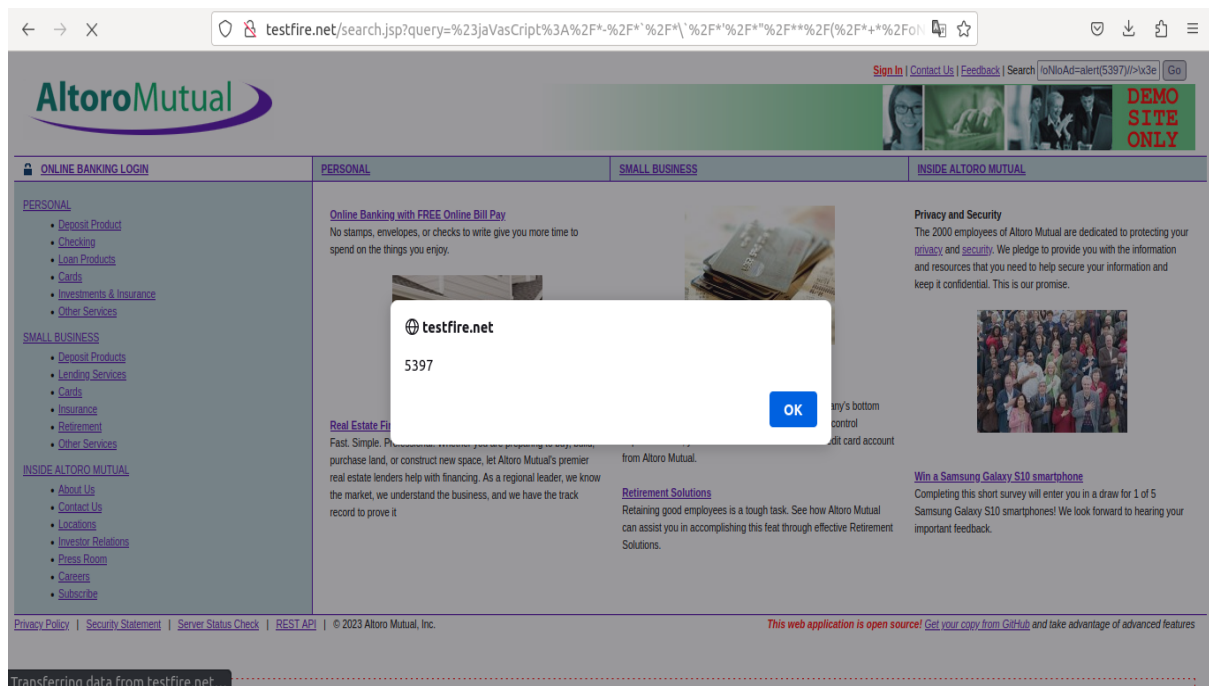 testfire.net/search.jsp?query=%23jaVasCript%3A%2F*-%2F*`%2F*\`%2F*'%2F*"%2F**%2F(%2F*+*%2FoN
Sign In | Contact Us | Feedback | Search /oNloAd=alert(5397)//>\x3e Go
AltoroMutual
DEMO
SITE
ONLY
ONLINE BANKING LOGIN
PERSONAL
SMALL BUSINESS
INSIDE ALTORO MUTUAL
PERSONAL
Deposit Product
Checking
Loan Products
Cards
Investments & Insurance
Other Services
SMALL BUSINESS
Deposit Products
Lending Services
Cards
Insurance
Retirement
Other Services
INSIDE ALTORO MUTUAL
About Us
Contact Us
Locations
Investor Relations
Press Room
Careers
Subscribe
Online Banking with FREE Online Bill Pay
No stamps, envelopes, or checks to write give you more time to
spend on the things you enjoy.
Real Estate
Fast. Simple.
purchase land, or construct new space, let Altoro Mutual's premier
real estate lenders help with financing. As a regional leader, we know
the market, we understand the business, and we have the track
record to prove it
testfire.net
5397
OK
bottom
control
card account
from Altoro Mutual.
Retirement Solutions
Retaining good employees is a tough task. See how Altoro Mutual
can assist you in accomplishing this feat through effective Retirement
Solutions.
Privacy and Security
The 2000 employees of Altoro Mutual are dedicated to protecting your
privacy and security. We pledge to provide you with the information
and resources that you need to help secure your information and
keep it confidential. This is our promise.
Win a Samsung Galaxy S10 smartphone
Completing this short survey will enter you in a draw for 1 of 5
Samsung Galaxy S10 smartphones! We look forward to hearing your
important feedback.
Privacy Policy | Security Statement | Server Status Check | REST API | © 2023 Altoro Mutual, Inc.
This web application is open source! Get your copy from GitHub and take advantage of advanced features
Transferring data from testfire.net...